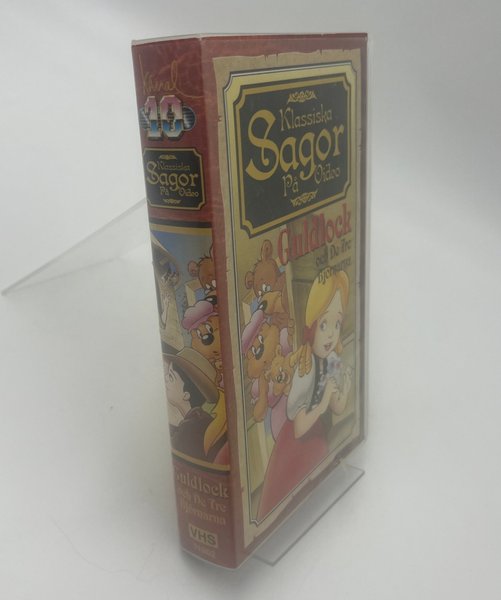 Kanal
10
Klassiska
Sagor
På Video
Guldlock
och De Tre
Björnarna
VHS
Klassiska
Sagor
På Video
Guldlock
och De Tre
Björnarna